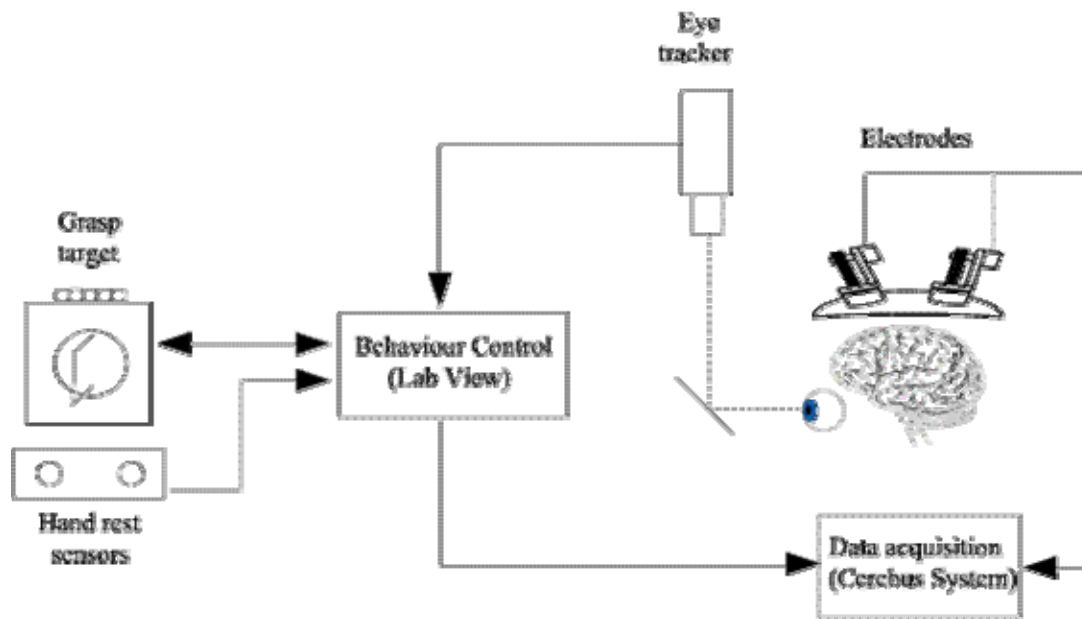 Eye
tracker
Electrodes
Grasp
target
Behaviour Control
(Lab View)
Hand rest
sensors
Data acquisition
(Cerebus System)